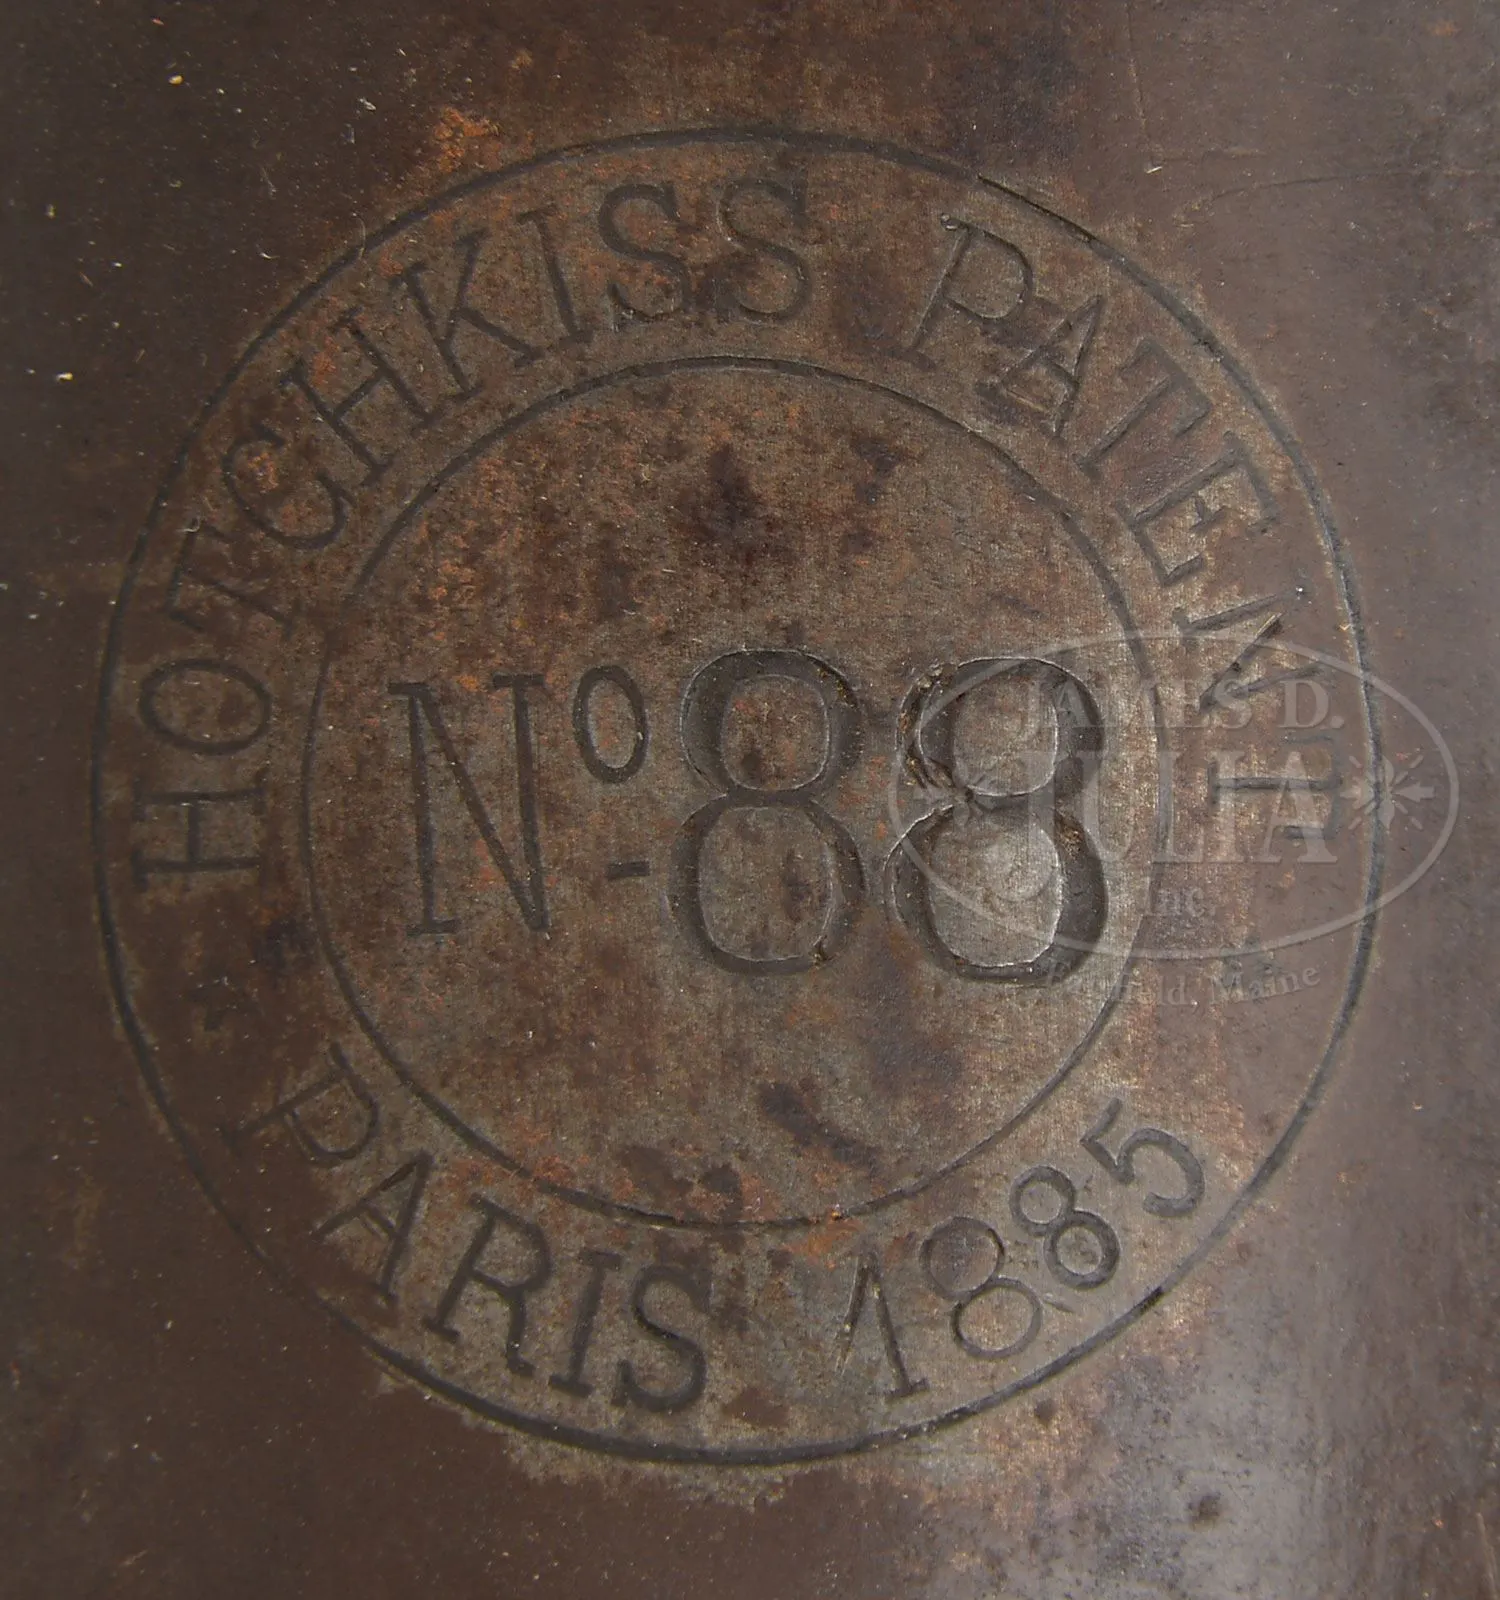 HOTCHKISS PATENT
Nº- 88
* PARIS 1885
JAMES D.
JULIA
Inc.
Fairfield, Maine